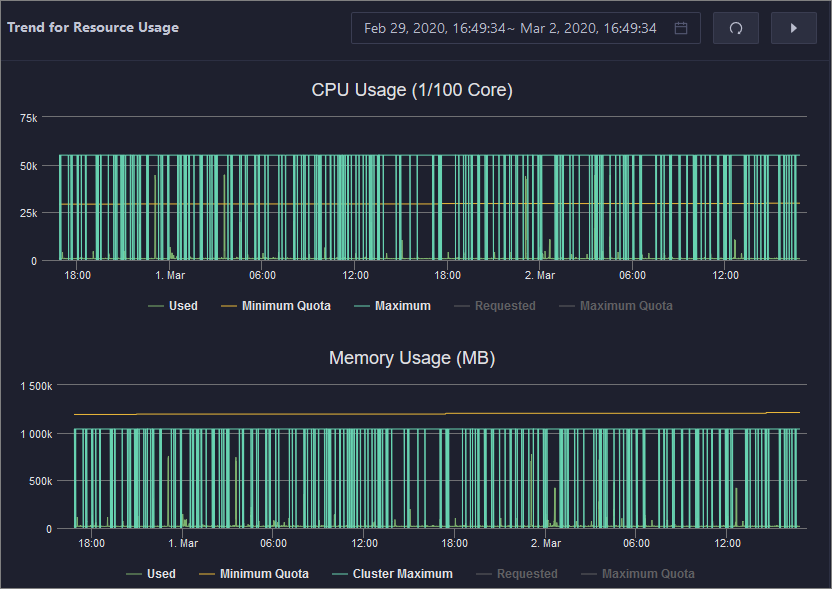 Trend for Resource Usage
Feb 29, 2020, 16:49:34~ Mar 2, 2020, 16:49:34
CPU Usage (1/100 Core)
75k
50k
25k
0
18:00 1. Mar 06:00 12:00 18:00 2. Mar 06:00 12:00
Used Minimum Quota Maximum Requested Maximum Quota
Memory Usage (MB)
1 500k
1 000k
500k
0
18:00 1. Mar 06:00 12:00 18:00 2. Mar 06:00 12:00
Used Minimum Quota Cluster Maximum Requested Maximum Quota